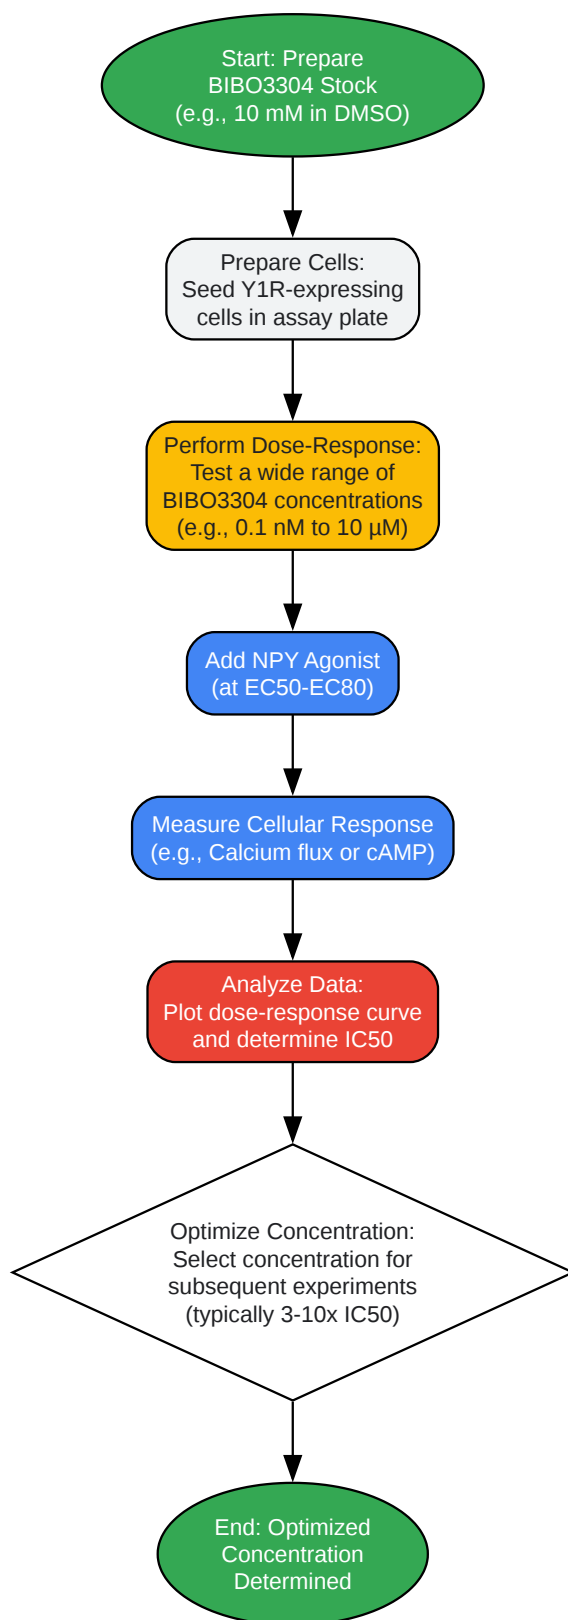 Start: Prepare
BIBO3304 Stock
(e.g., 10 mM in DMSO)
Prepare Cells:
Seed Y1R-expressing
cells in assay plate
Perform Dose-Response:
Test a wide range of
BIBO3304 concentrations
(e.g., 0.1 nM to 10 µM)
Add NPY Agonist
(at EC50-EC80)
Measure Cellular Response
(e.g., Calcium flux or cAMP)
Analyze Data:
Plot dose-response curve
and determine IC50
Optimize Concentration:
Select concentration for
subsequent experiments
(typically 3-10x IC50)
End: Optimized
Concentration
Determined